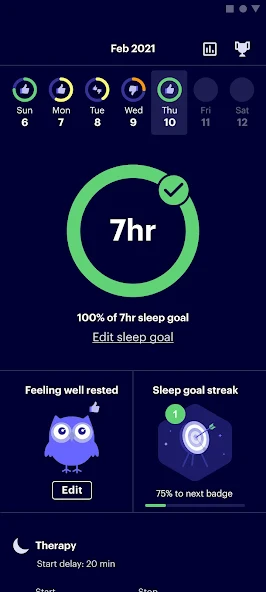 Feb 2021
Sun Mon Tue Wed Thu Fri Sat
6 7 8 9 10 11 12
7hr
100% of 7hr sleep goal
Edit sleep goal
Feeling well rested
Sleep goal streak
1
Edit
75% to next badge
Therapy
Start delay: 20 min
Start Stop